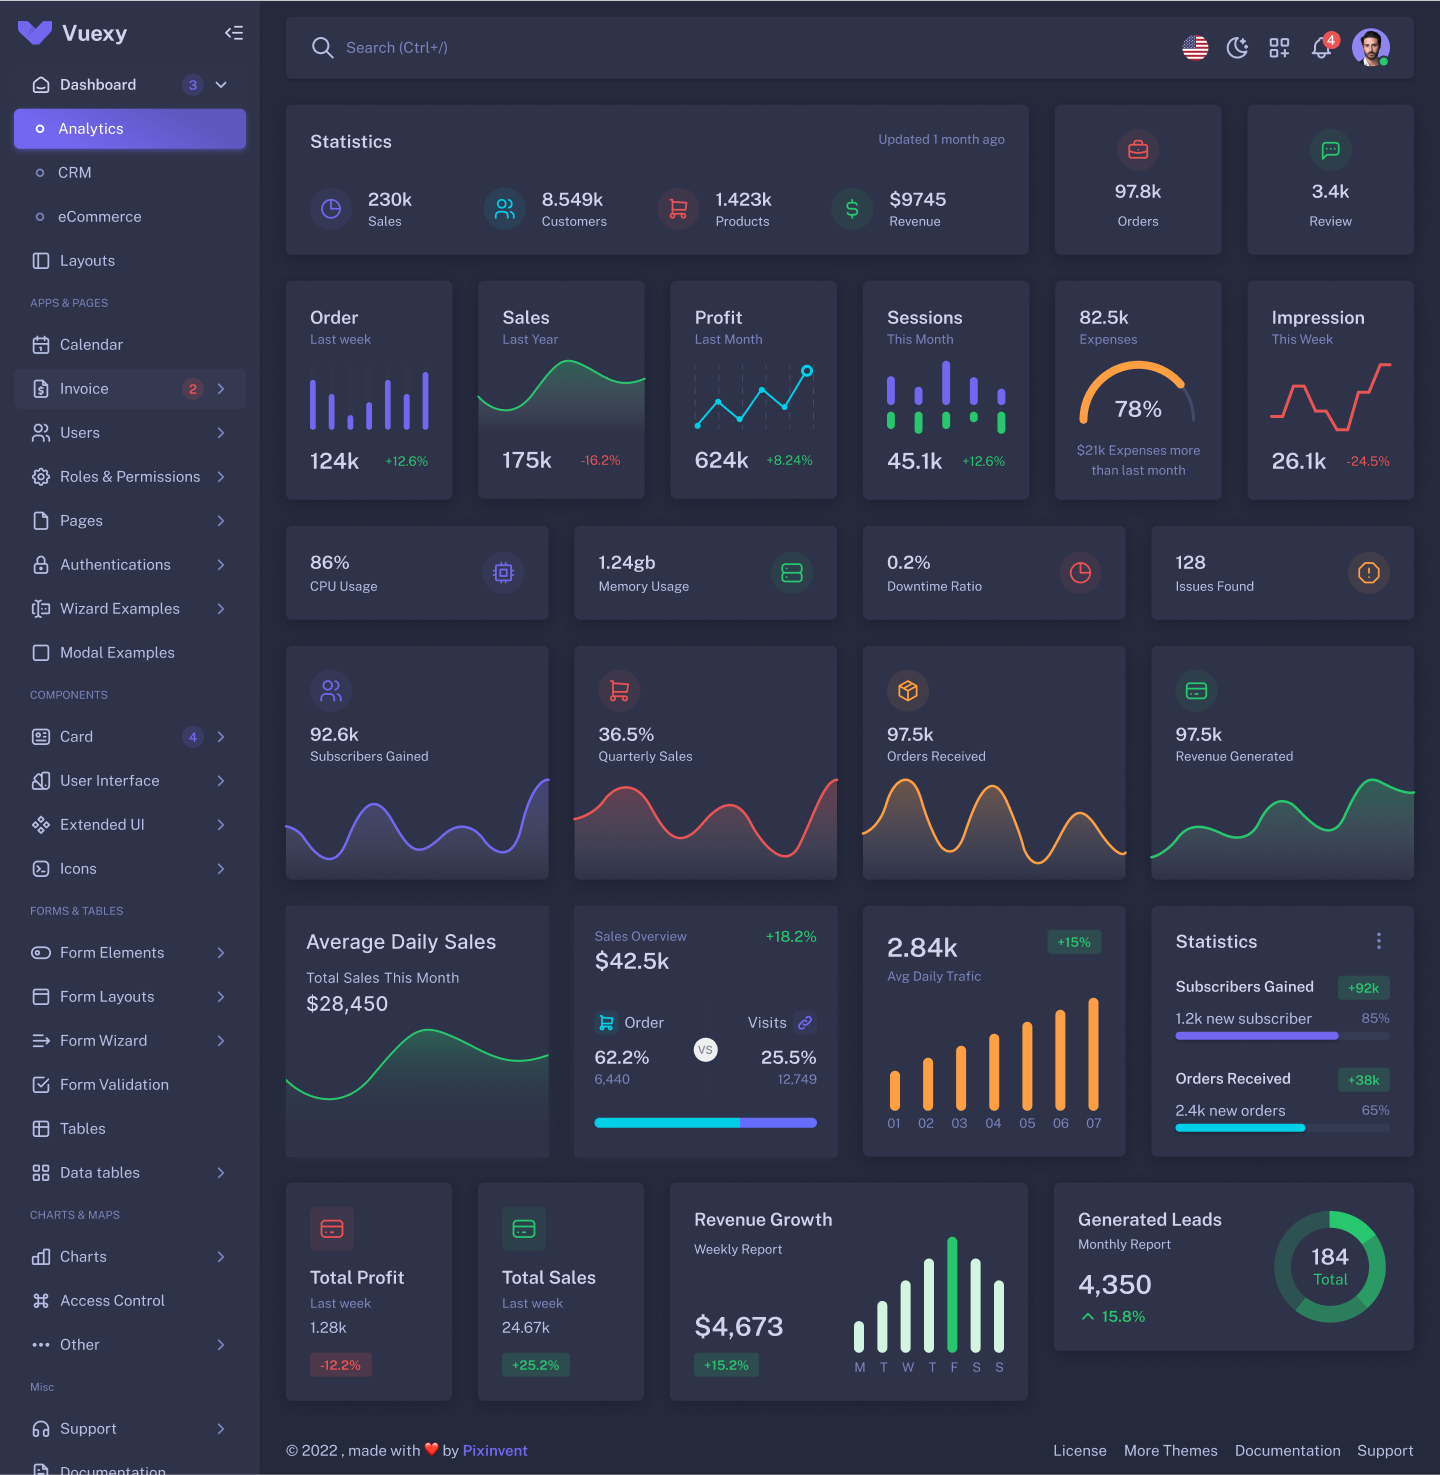 Vuexy
Dashboard 3
Analytics
CRM
eCommerce
Layouts
APPS & PAGES
Calendar
Invoice 2
Users
Roles & Permissions
Pages
Authentications
Wizard Examples
Modal Examples
COMPONENTS
Card 4
User Interface
Extended UI
Icons
FORMS & TABLES
Form Elements
Form Layouts
Form Wizard
Form Validation
Tables
Data tables
CHARTS & MAPS
Charts
Access Control
Other
Misc
Support
Documentation
Search (Ctrl+/)
4
Statistics
Updated 1 month ago
230k
Sales
8.549k
Customers
1.423k
Products
$9745
Revenue
97.8k
Orders
3.4k
Review
Order
Last week
124k +12.6%
Sales
Last Year
175k -16.2%
Profit
Last Month
624k +8.24%
Sessions
This Month
45.1k +12.6%
82.5k
Expenses
78%
$21k Expenses more
than last month
Impression
This Week
26.1k -24.5%
86%
CPU Usage
1.24gb
Memory Usage
0.2%
Downtime Ratio
128
Issues Found
92.6k
Subscribers Gained
36.5%
Quarterly Sales
97.5k
Orders Received
97.5k
Revenue Generated
Average Daily Sales
Total Sales This Month
$28,450
Sales Overview +18.2%
$42.5k
Order Visits
62.2% VS 25.5%
6,440 12,749
2.84k +15%
Avg Daily Trafic
01 02 03 04 05 06 07
Statistics
Subscribers Gained +92k
1.2k new subscriber 85%
Orders Received +38k
2.4k new orders 65%
Total Profit
Last week
1.28k
-12.2%
Total Sales
Last week
24.67k
+25.2%
Revenue Growth
Weekly Report
$4,673
+15.2%
M T W T F S S
Generated Leads
Monthly Report
4,350
15.8%
184
Total
© 2022 , made with ❤️ by Pixinvent
License More Themes Documentation Support